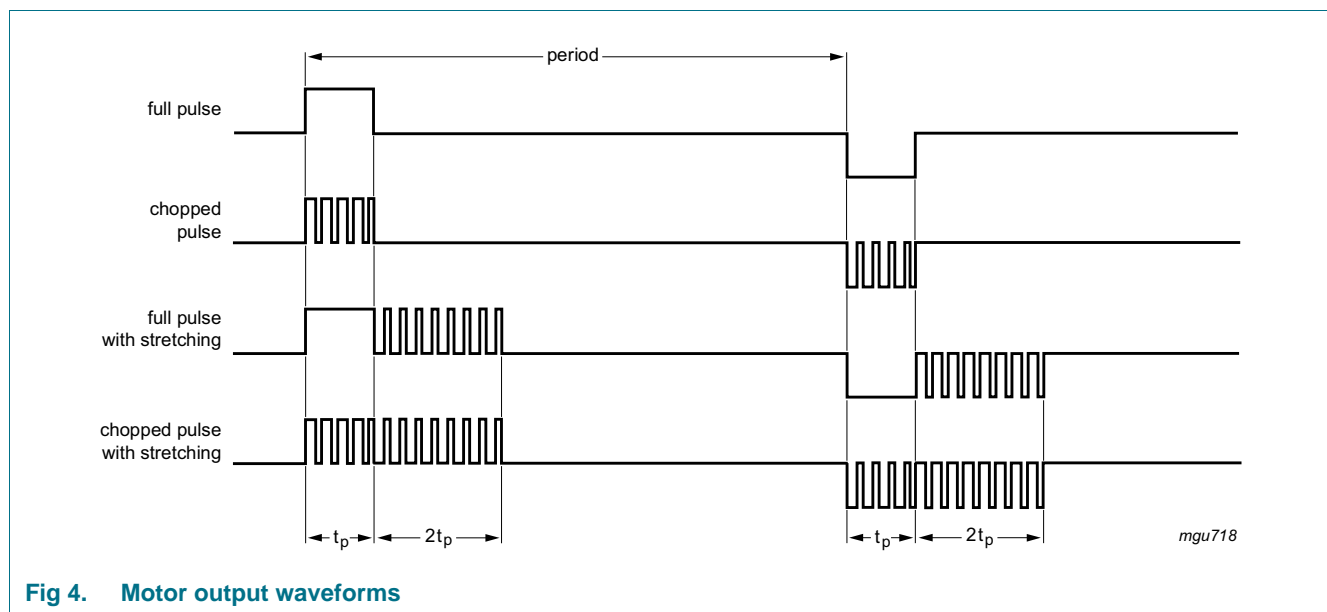 period
full pulse
chopped
pulse
full pulse
with stretching
chopped pulse
with stretching
tp
2tp
tp
2tp
mgu718
Fig 4. Motor output waveforms